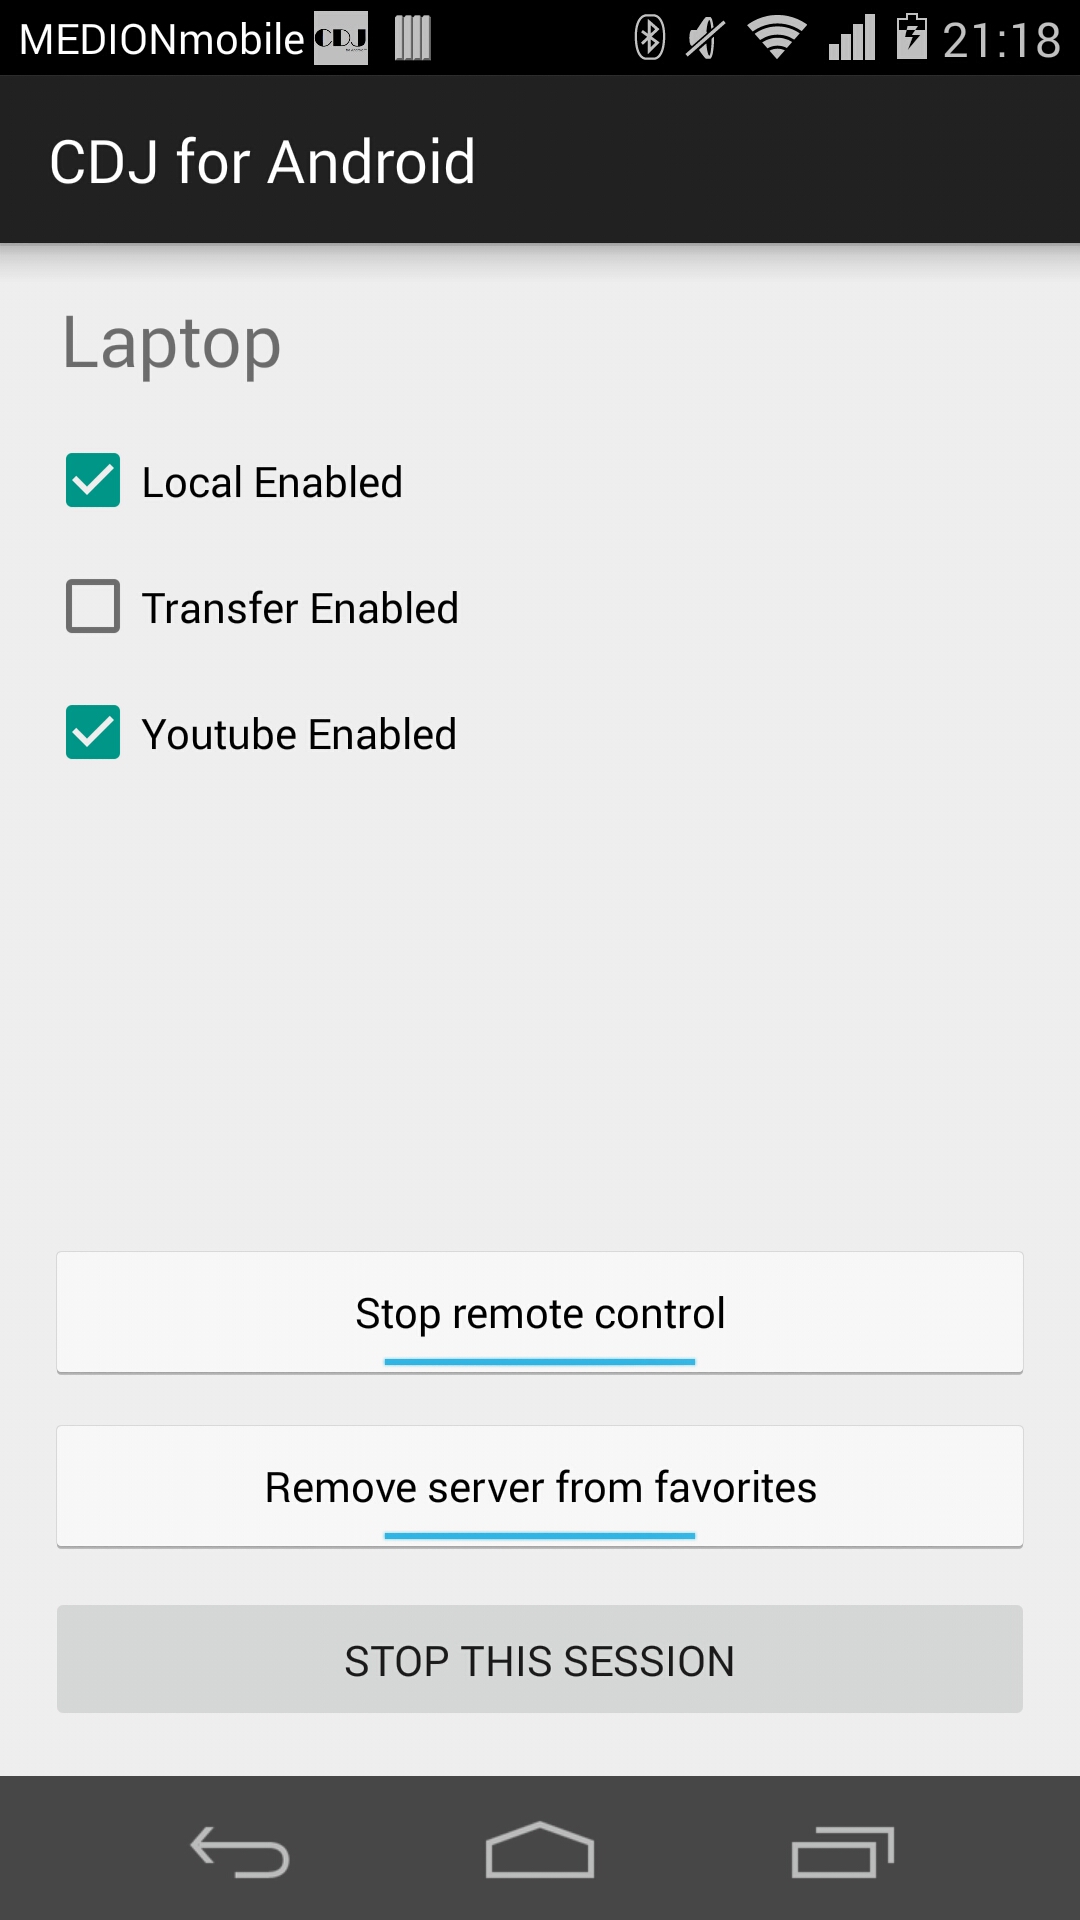 MEDIONmobile CDJ 21:18
CDJ for Android
Laptop
Local Enabled
Transfer Enabled
Youtube Enabled
Stop remote control
Remove server from favorites
STOP THIS SESSION